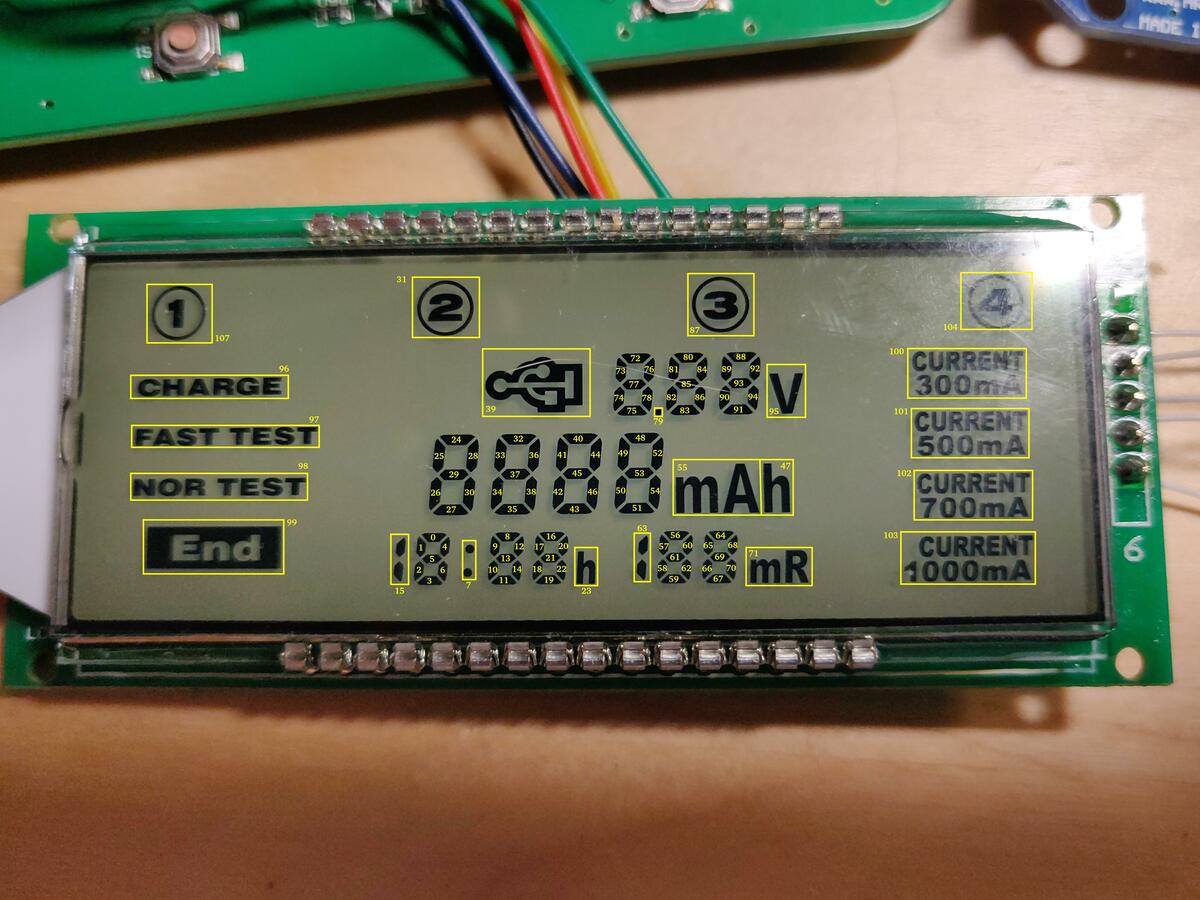 MADE I
1 2 3 4
107 31 87 104
72 80 88 100 CURRENT
73 76 81 84 89 92 300mA
96 CHARGE
39 77 85 93 V
74 78 82 86 90 94
75 79 83 91 95
101 CURRENT
500mA
97 FAST TEST
24 32 40 48
25 28 33 36 41 44 49 52
29 37 45 53 55 mAh 47
26 30 34 38 42 46 50 54
27 35 43 51
98 NOR TEST
102 CURRENT
700mA
99 End
0 8 16 63 56 64
1 4 9 12 17 20 57 60 65 68
5 13 21 h 61 69 71 mR
2 6 10 14 18 22 58 62 66 70
15 3 7 11 19 23 59 67
103 CURRENT
1000mA
6